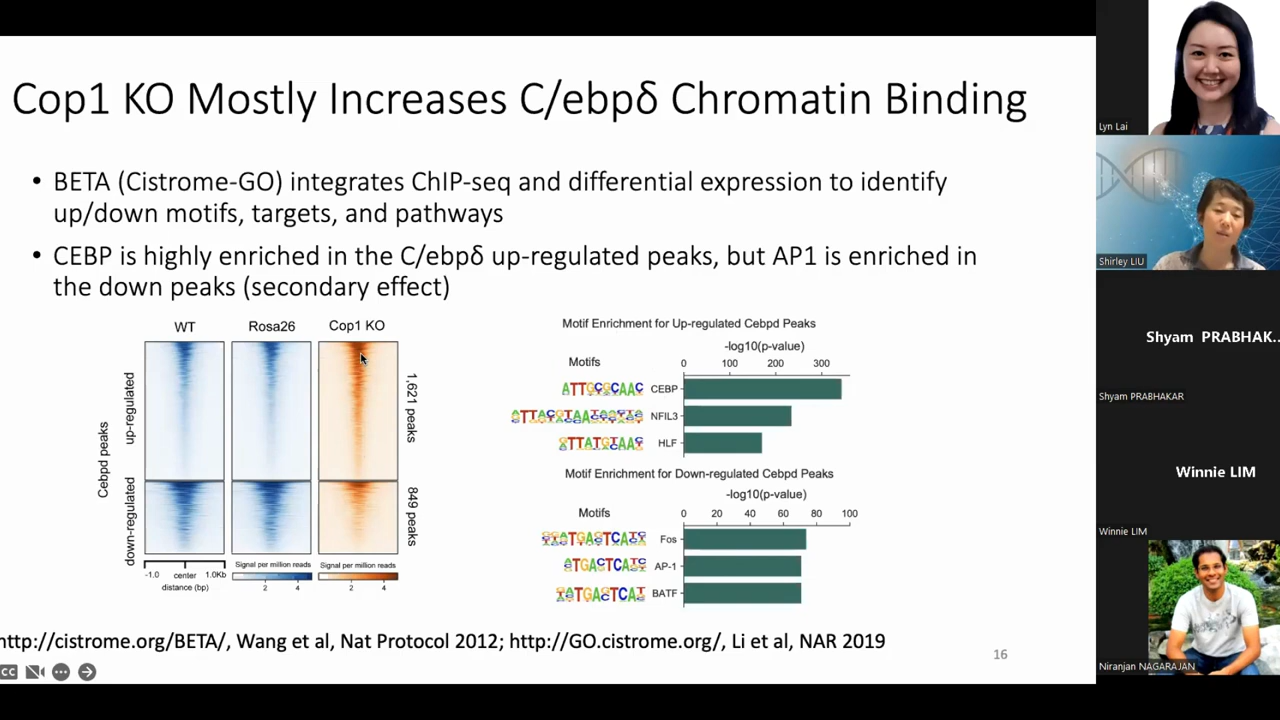 Cop1 KO Mostly Increases C/ebpδ Chromatin Binding
• BETA (Cistrome-GO) integrates ChIP-seq and differential expression to identify
up/down motifs, targets, and pathways
• CEBP is highly enriched in the C/ebpδ up-regulated peaks, but AP1 is enriched in
the down peaks (secondary effect)
WT Rosa26 Cop1 KO
Cebpd peaks
up-regulated
down-regulated
1,621 peaks
849 peaks
-1.0 center 1.0Kb
distance (bp)
Signal per million reads
2 4
Signal per million reads
2 4
Motif Enrichment for Up-regulated Cebpd Peaks
-log10(p-value)
Motifs
0 100 200 300
ATTGCGCAAC CEBP
NFIL3
HLF
Motif Enrichment for Down-regulated Cebpd Peaks
-log10(p-value)
Motifs
0 20 40 60 80 100
Fos
AP-1
BATF
http://cistrome.org/BETA/, Wang et al, Nat Protocol 2012; http://GO.cistrome.org/, Li et al, NAR 2019
16
CC
Lyn Lai
Shirley LIU
Shyam PRABHAK...
Shyam PRABHAKAR
Winnie LIM
Winnie LIM
Niranjan NAGARAJAN